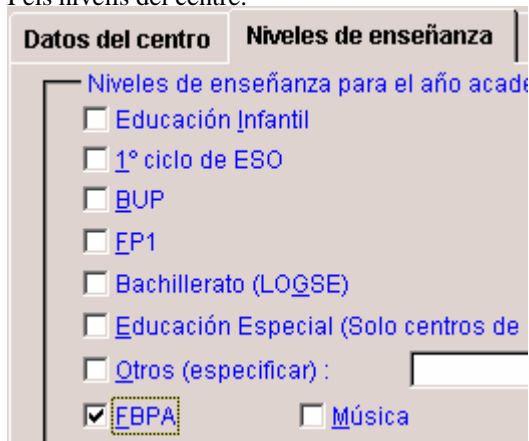 I els nivells del centre:
Datos del centro Niveles de enseñanza
Niveles de enseñanza para el año acade
Educación Infantil
1º ciclo de ESO
BUP
FP1
Bachillerato (LOGSE)
Educación Especial (Solo centros de
Otros (especificar) :
FBPA Música